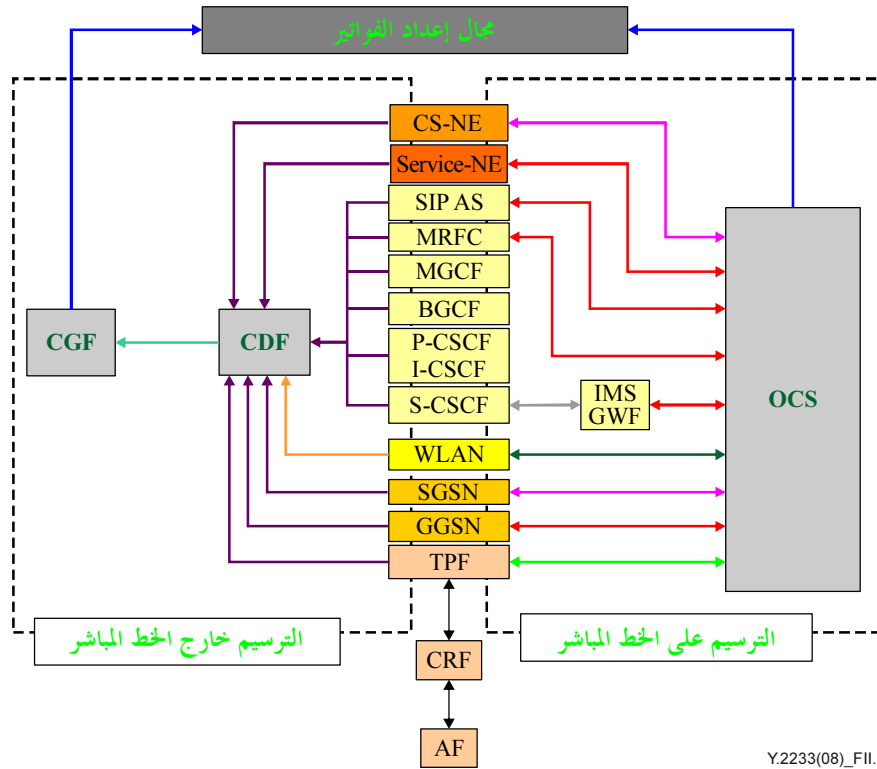 مجال إعداد الفواتير
CS-NE
Service-NE
SIP AS
MRFC
MGCF
BGCF
P-CSCF
I-CSCF
S-CSCF
WLAN
SGSN
GGSN
TPF
CGF
CDF
IMS
GWF
OCS
الترسيم خارج الخط المباشر
الترسيم على الخط المباشر
CRF
AF
Y.2233(08)_FII.